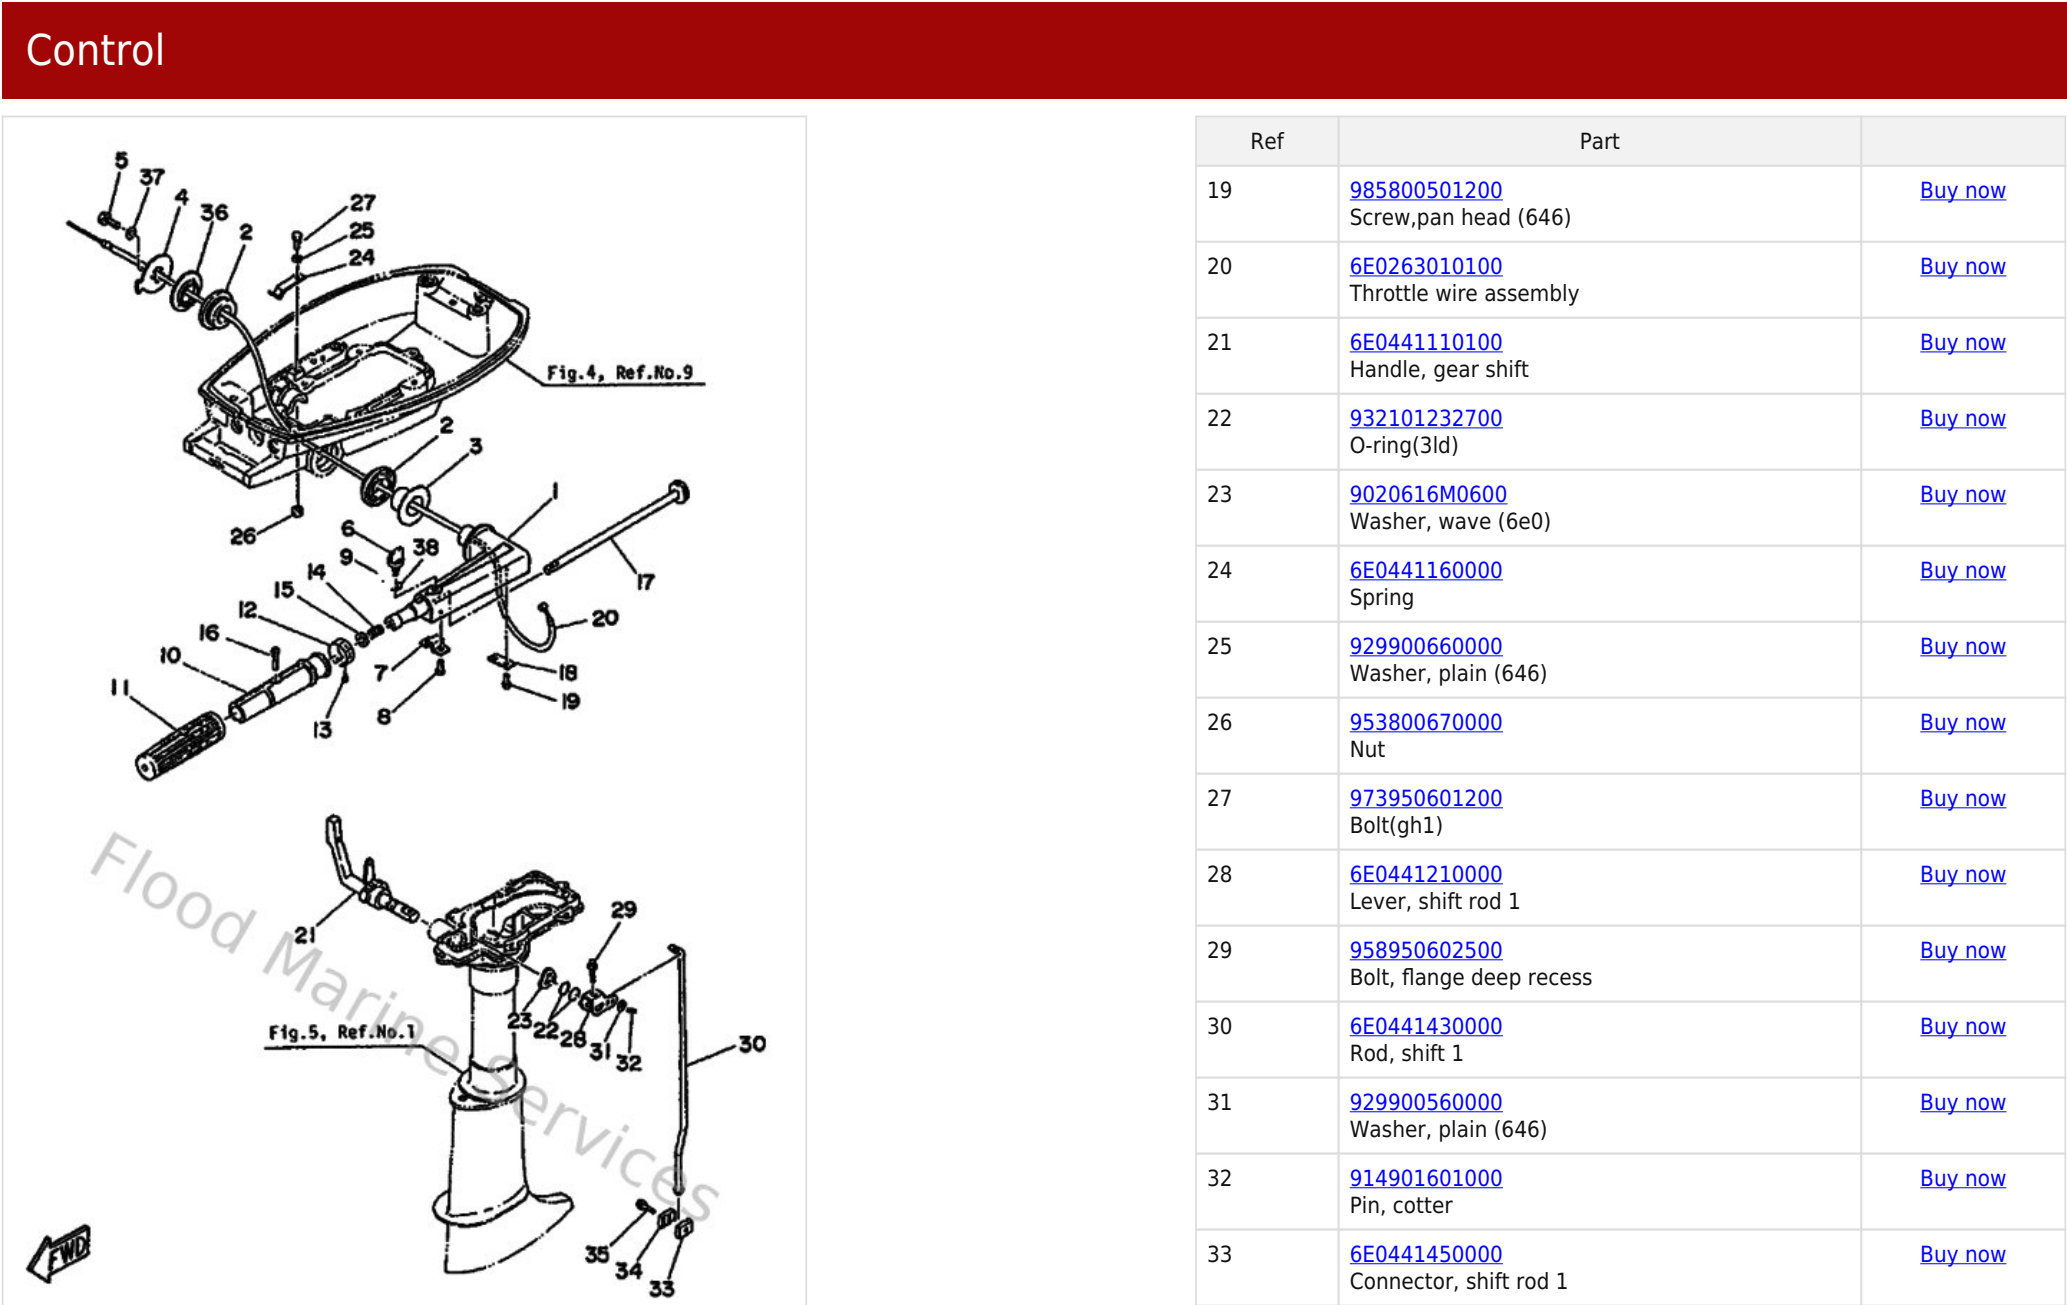 Control
5
37
4
36
2
27
25
24
Fig.4, Ref.No.9
2
3
1
26
6
38
9
14
17
15
12
20
16
10
7
18
11
19
8
13
21
29
23
22
28
31
32
Fig.5, Ref.No.1
30
35
34
33
FWD
Flood Marine Services
Ref Part
19 985800501200 Buy now
Screw,pan head (646)
20 6E0263010100 Buy now
Throttle wire assembly
21 6E0441110100 Buy now
Handle, gear shift
22 932101232700 Buy now
O-ring(3ld)
23 9020616M0600 Buy now
Washer, wave (6e0)
24 6E0441160000 Buy now
Spring
25 929900660000 Buy now
Washer, plain (646)
26 953800670000 Buy now
Nut
27 973950601200 Buy now
Bolt(gh1)
28 6E0441210000 Buy now
Lever, shift rod 1
29 958950602500 Buy now
Bolt, flange deep recess
30 6E0441430000 Buy now
Rod, shift 1
31 929900560000 Buy now
Washer, plain (646)
32 914901601000 Buy now
Pin, cotter
33 6E0441450000 Buy now
Connector, shift rod 1